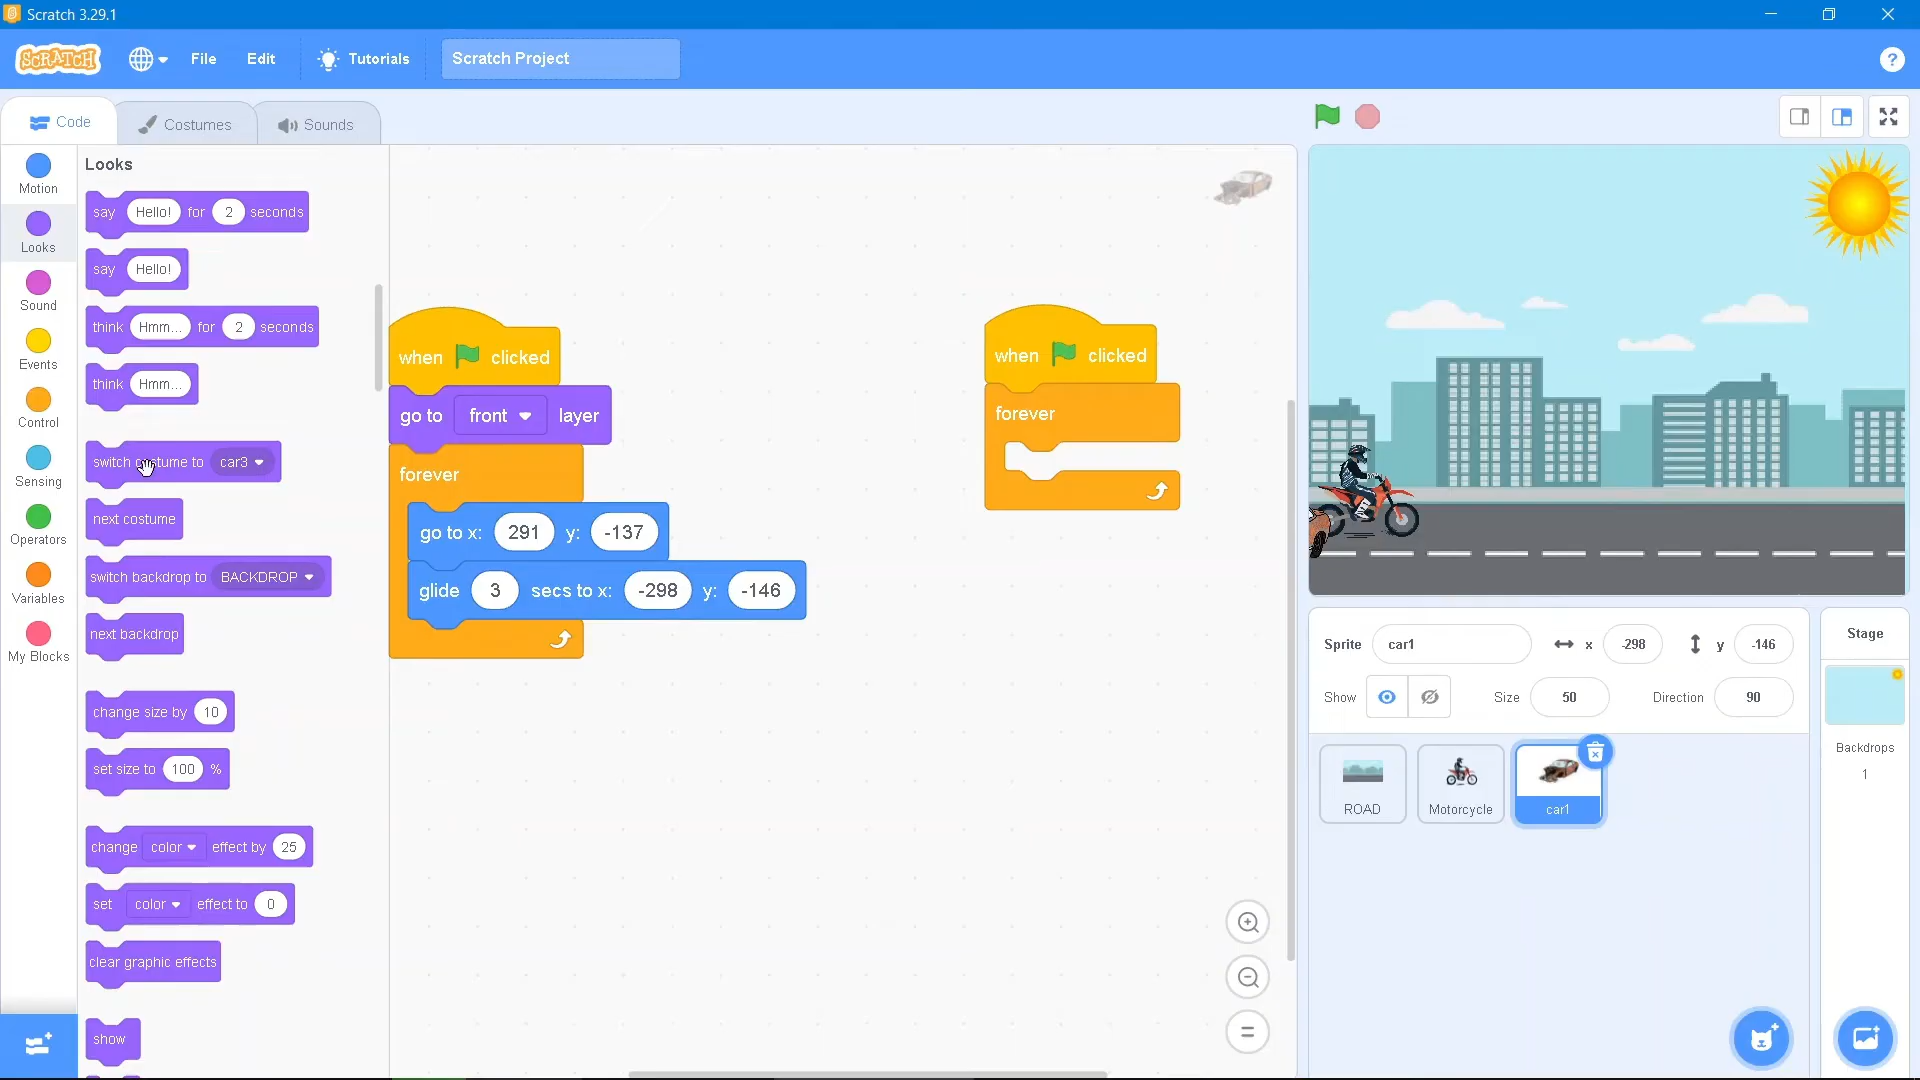 Scratch 3.29.1
SCRATCH File Edit Tutorials Scratch Project ?
Code Costumes Sounds
Motion
Looks
Sound
Events
Control
Sensing
Operators
Variables
My Blocks
Looks
say Hello! for 2 seconds
say Hello!
think Hmm... for 2 seconds
think Hmm...
switch costume to car3
next costume
switch backdrop to BACKDROP
next backdrop
change size by 10
set size to 100 %
change color effect by 25
set color effect to 0
clear graphic effects
show
when clicked
go to front layer
forever
go to x: 291 y: -137
glide 3 secs to x: -298 y: -146
when clicked
forever
Sprite car1 x -298 y -146
Show Size 50 Direction 90
ROAD
Motorcycle
car1
Stage
Backdrops
1